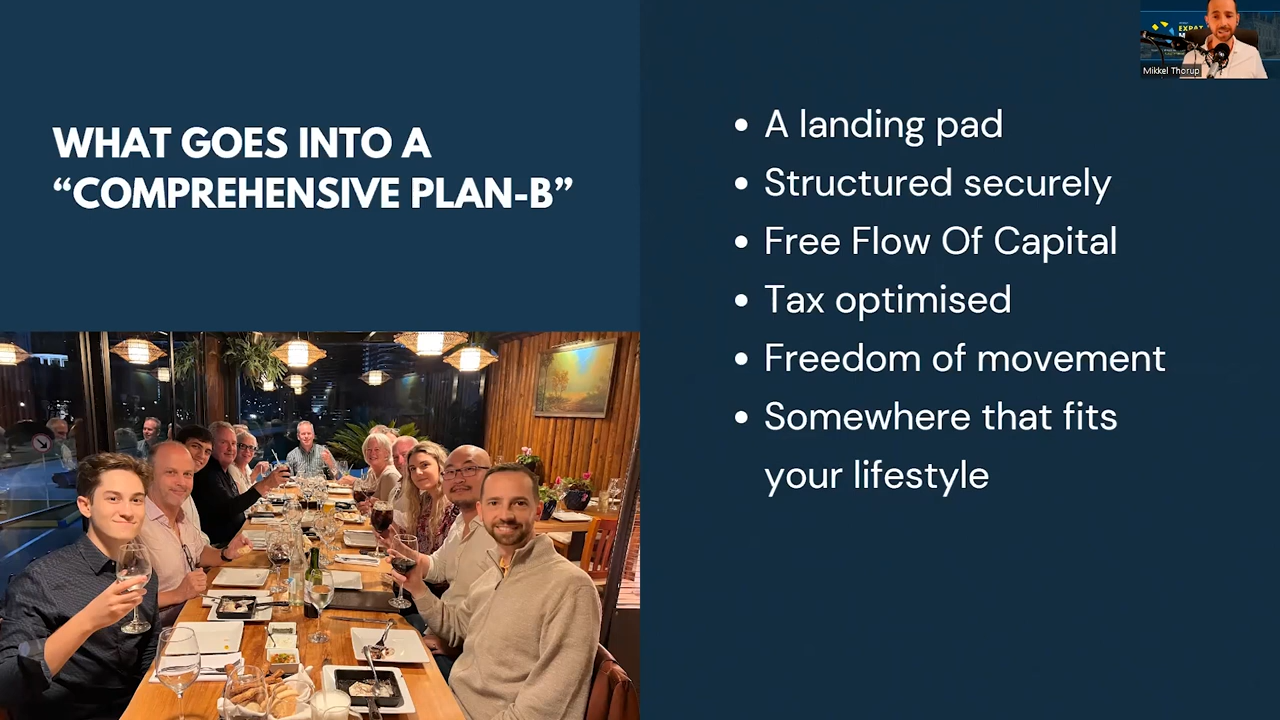 WHAT GOES INTO A
“COMPREHENSIVE PLAN-B”
• A landing pad
• Structured securely
• Free Flow Of Capital
• Tax optimised
• Freedom of movement
• Somewhere that fits
your lifestyle
EXPAT
Mikkel Thorup